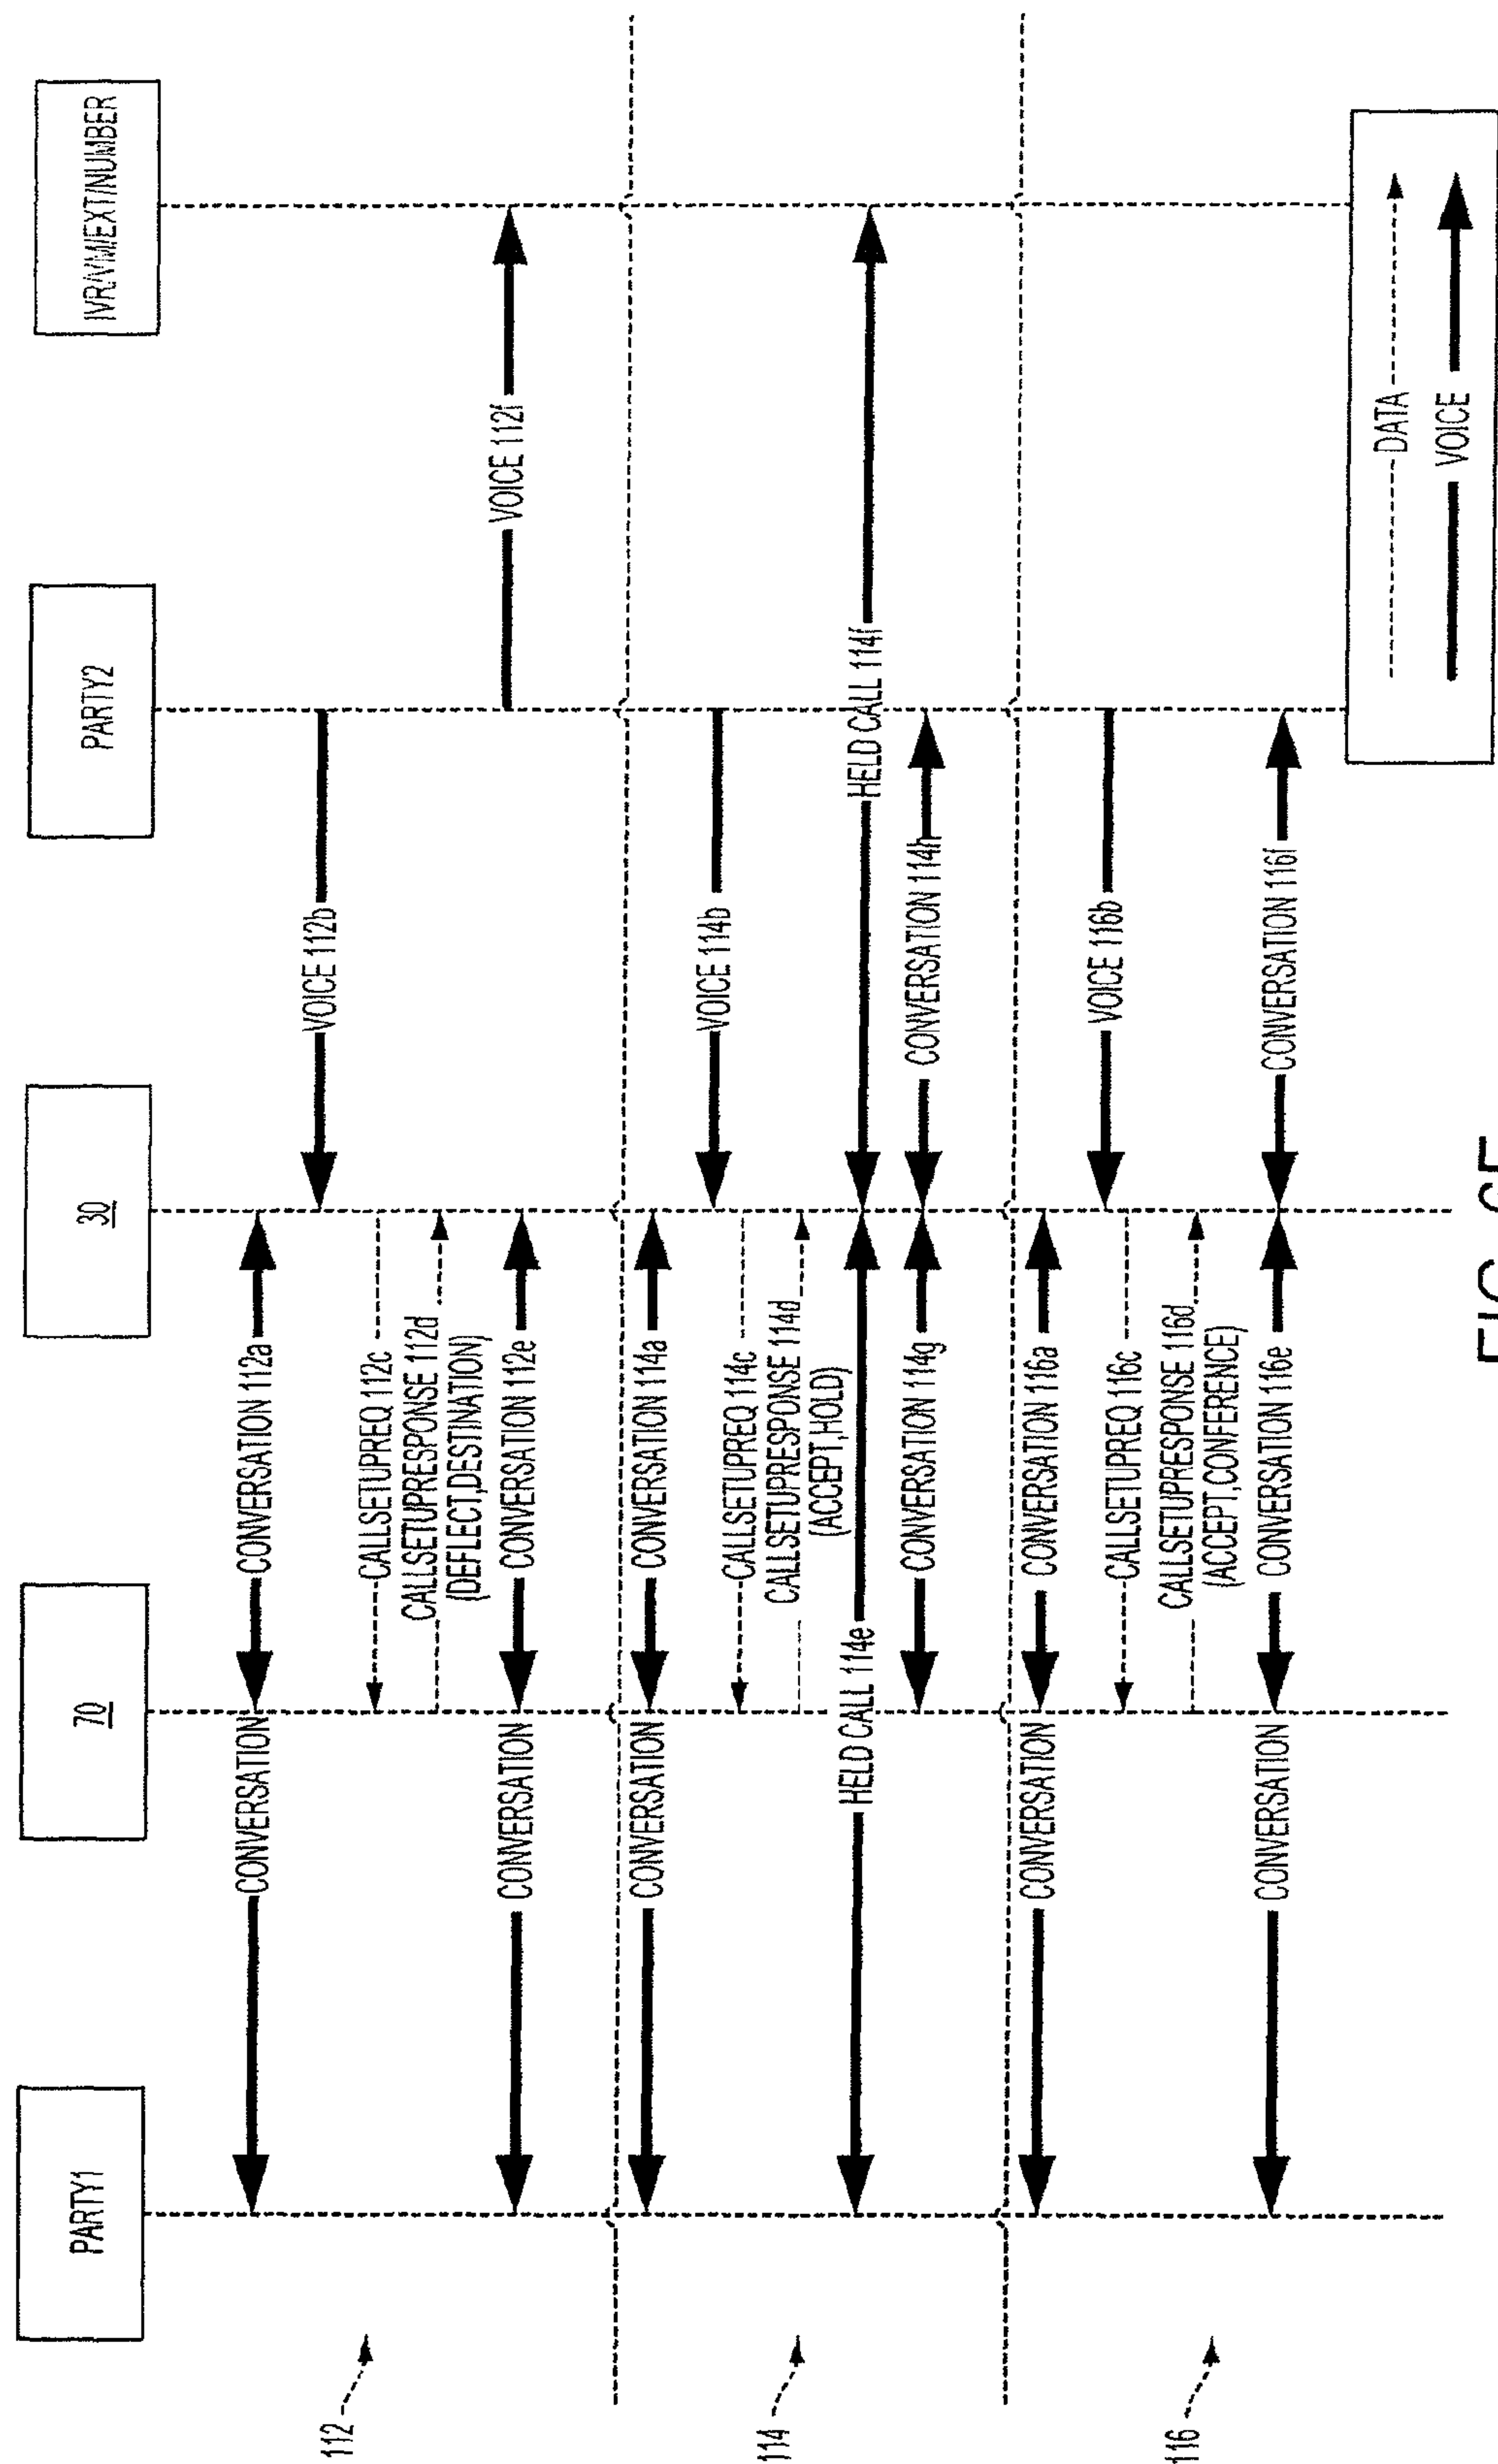 PARTY1
70
30
PARTY2
IVR/VM/EXT/NUMBER
112
CONVERSATION
CONVERSATION 112a
VOICE 112b
CALLSETUPREQ 112c
CALLSETUPRESPONSE 112d
(DEFLECT,DESTINATION)
CONVERSATION
CONVERSATION 112e
VOICE 112f
114
CONVERSATION
CONVERSATION 114a
VOICE 114b
CALLSETUPREQ 114c
CALLSETUPRESPONSE 114d
(ACCEPT,HOLD)
HELD CALL 114e
HELD CALL 114f
CONVERSATION 114g
CONVERSATION 114h
116
CONVERSATION
CONVERSATION 116a
VOICE 116b
CALLSETUPREQ 116c
CALLSETUPRESPONSE 116d
(ACCEPT,CONFERENCE)
CONVERSATION
CONVERSATION 116e
CONVERSATION 116f
DATA
VOICE